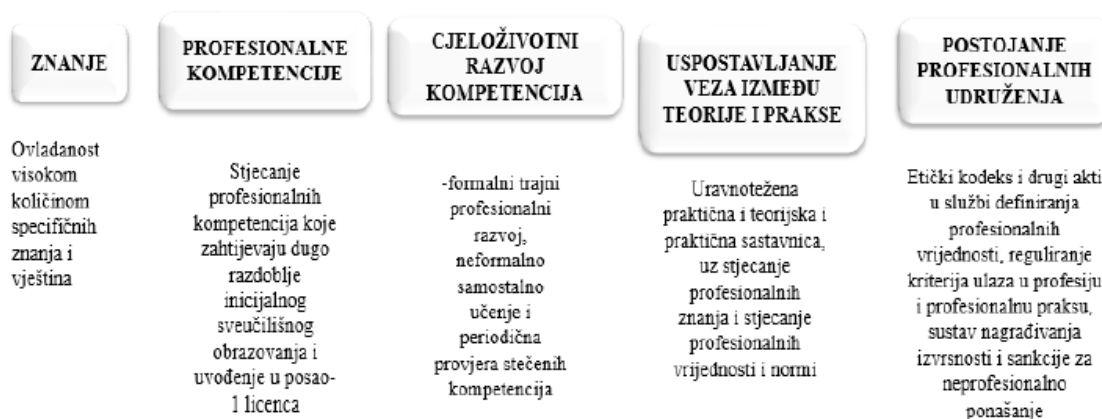 ZNANJE
Ovladanost
visokom
količinom
specifičnih
znanja i
vještina
PROFESIONALNE
KOMPETENCIJE
Stjecanje
profesionalnih
kompetencija koje
zahtijevaju dugo
razdoblje
inicijalnog
sveučilišnog
obrazovanja i
uvođenje u posao-
1 licenca
CJELOŽIVOTNI
RAZVOJ
KOMPETENCIJA
-formalni trajni
profesionalni
razvoj,
neformalno
samostalno
učenje i
periodična
provjera stečenih
kompetencija
USPOSTAVLJANJE
VEZA IZMEĐU
TEORIJE I PRAKSE
Uravnotežena
praktična i teorijska i
praktična sastavnica,
uz stjecanje
profesionalnih
znanja i stjecanje
profesionalnih
vrijednosti i normi
POSTOJANJE
PROFESIONALNIH
UDRUŽENJA
Etički kodeks i drugi akti
u službi definiranja
profesionalnih
vrijednosti, reguliranje
kriterija ulaza u profesiju
i profesionalnu praksu,
sustav nagrađivanja
izvrsnosti i sankcije za
neprofesionalno
ponašanje